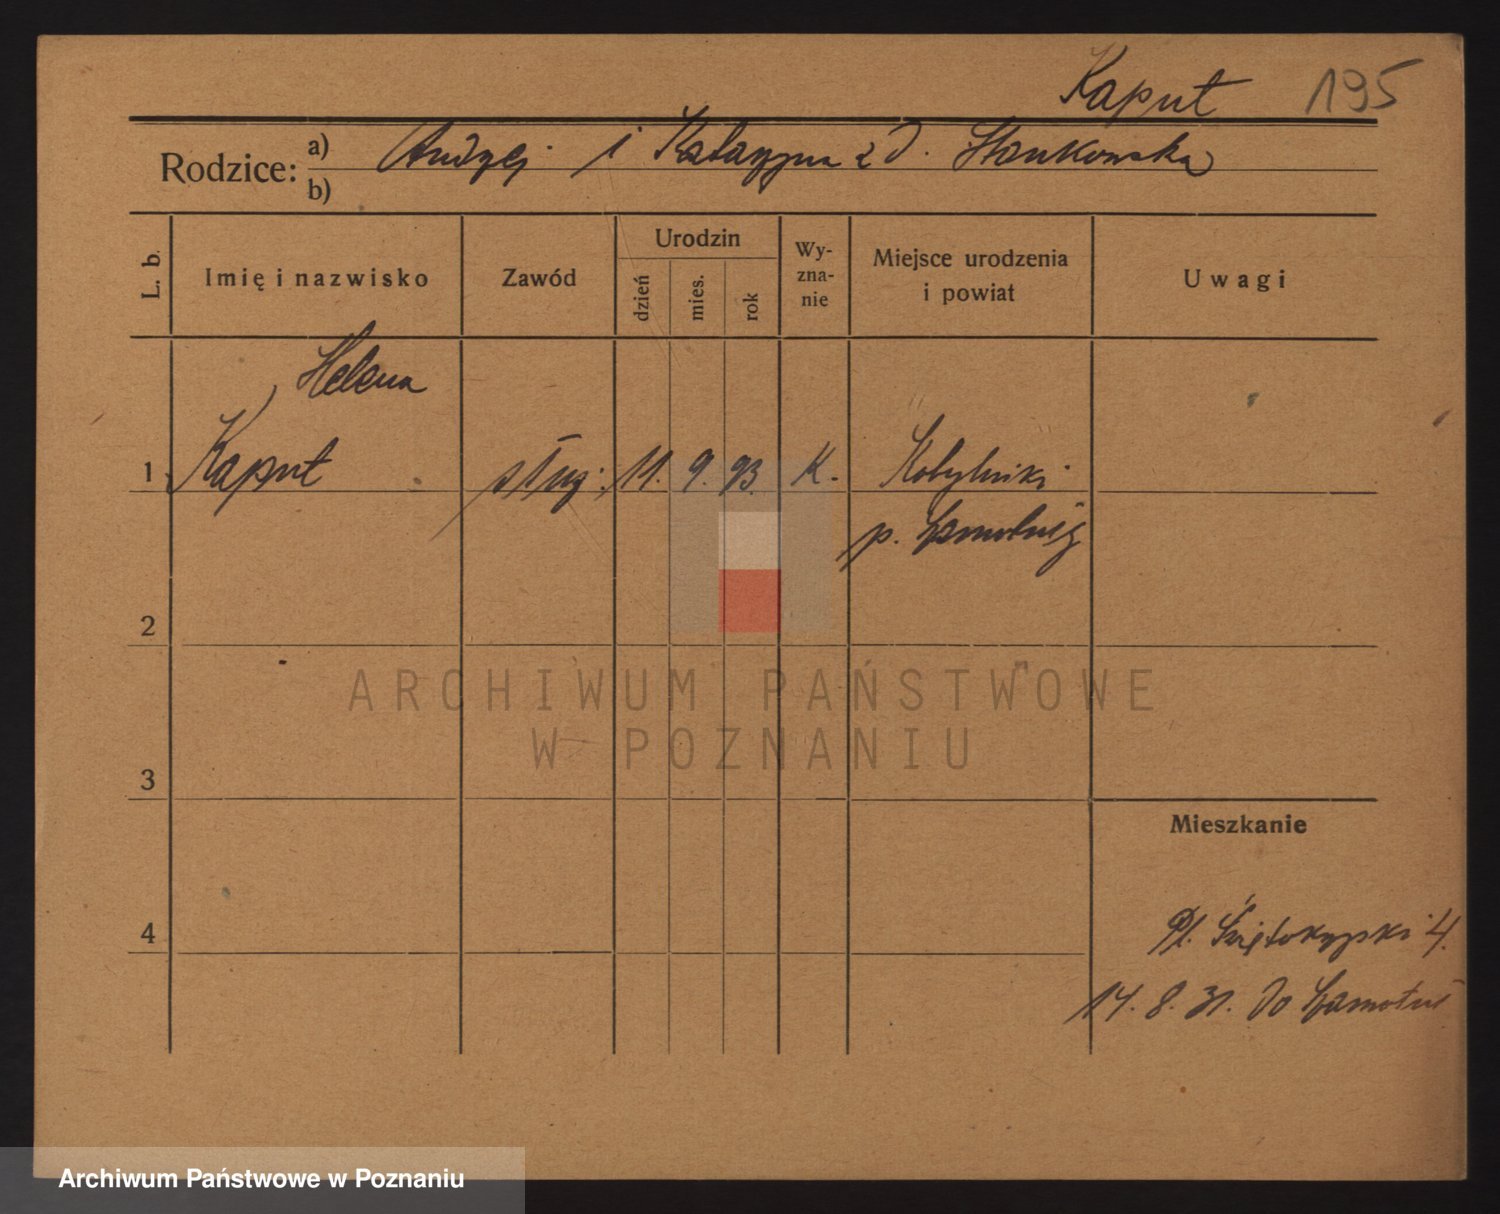 Kaput 195
Rodzice: a) Andrzej i Katarzyna z d. Stankowska
b)
L. b. Imię i nazwisko Zawód Urodzin dzień mies. rok Wy-zna-nie Miejsce urodzenia i powiat Uwagi
Helena
1 Kaput służ. 11. 9. 93. K. Kobylniki
p. Szamotuły
2
ARCHIWUM PAŃSTWOWE
W POZNANIU
3
Mieszkanie
4 Pl. Świętokrzyski 4.
14. 8. 31. do Szamotuł
Archiwum Państwowe w Poznaniu